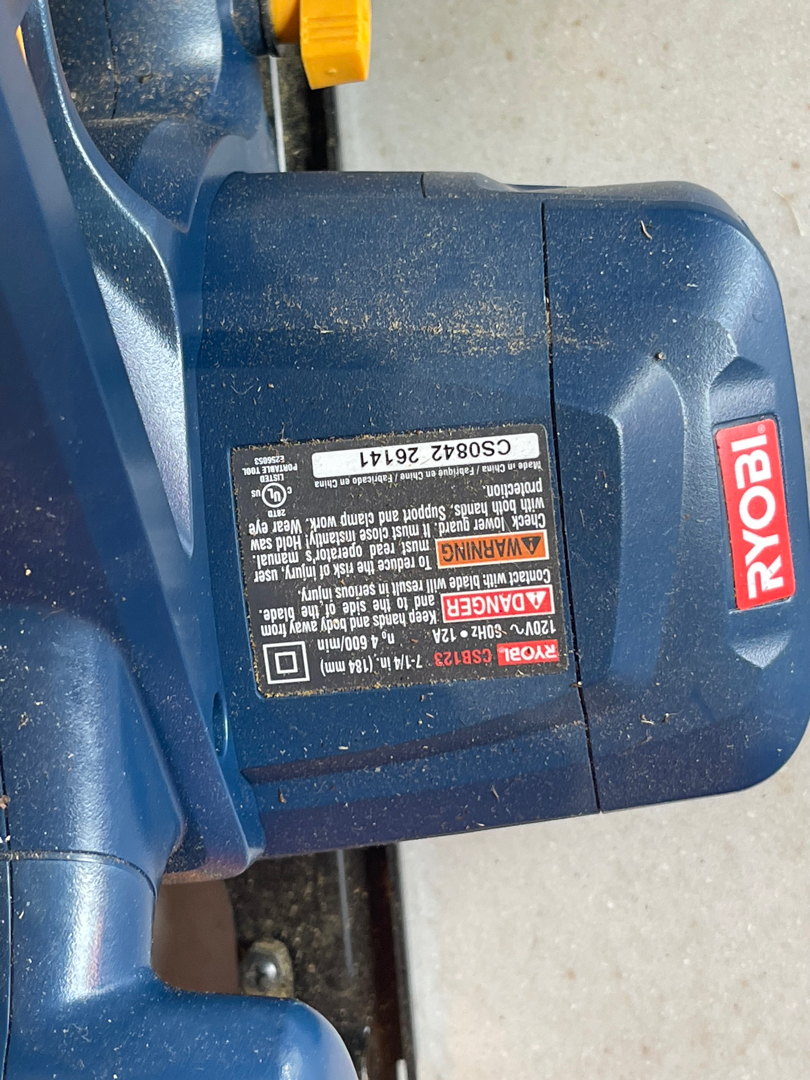 RYOBI CSB123 7-1/4 in. (184 mm)
120V~ 60Hz • 12A n₀ 4 600/min
DANGER Keep hands and body away from
and to the side of the blade.
Contact with blade will result in serious injury.
WARNING To reduce the risk of injury, user
must read operator's manual.
Check lower guard. It must close instantly! Hold saw
with both hands. Support and clamp work. Wear eye
protection.
Made in China / Fabriqué en Chine / Fabricado en China
CS0842 26141
28TD
C UL US
LISTED
PORTABLE TOOL
E256053
RYOBI®